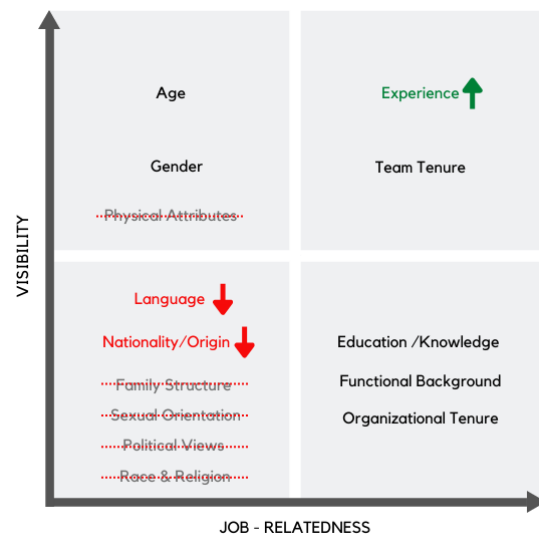 VISIBILITY
Age
Gender
Physical Attributes
Experience
Team Tenure
Language
Nationality/Origin
Family Structure
Sexual Orientation
Political Views
Race & Religion
Education /Knowledge
Functional Background
Organizational Tenure
JOB - RELATEDNESS